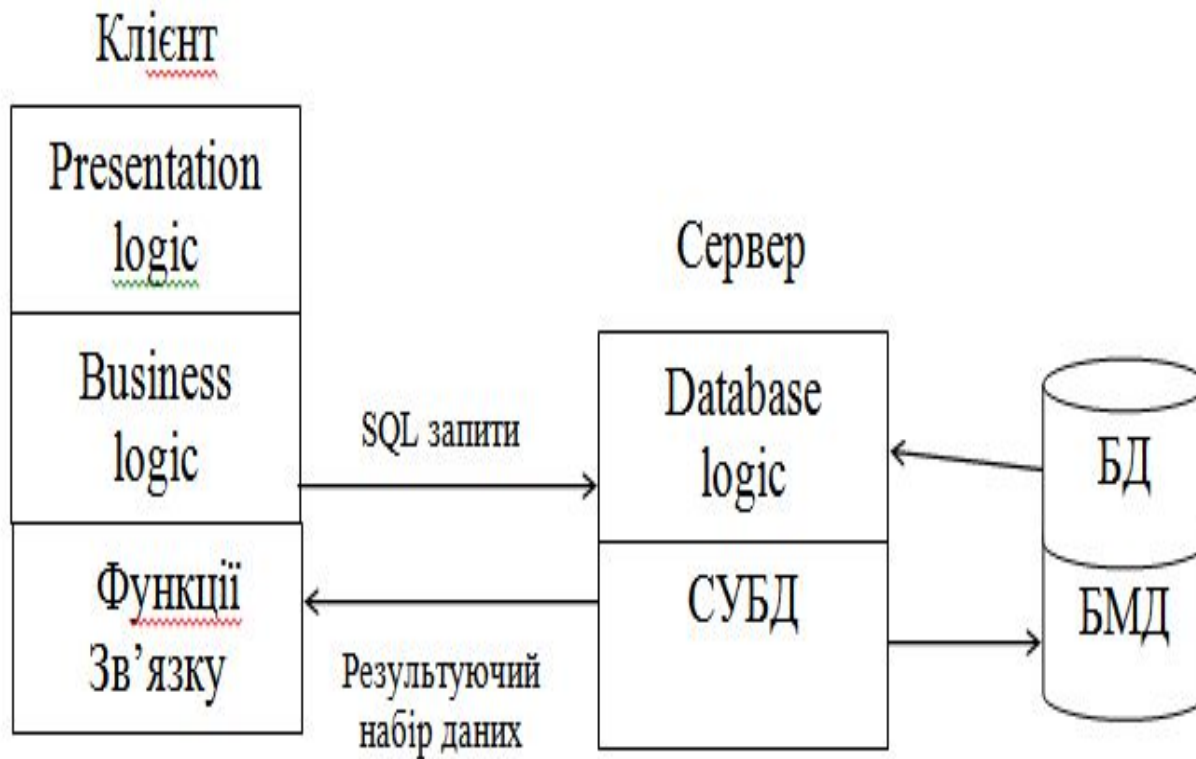 Клієнт
Presentation
logic
Business
logic
Функції
Зв’язку
SQL запити
Результуючий
набір даних
Сервер
Database
logic
СУБД
БД
БМД